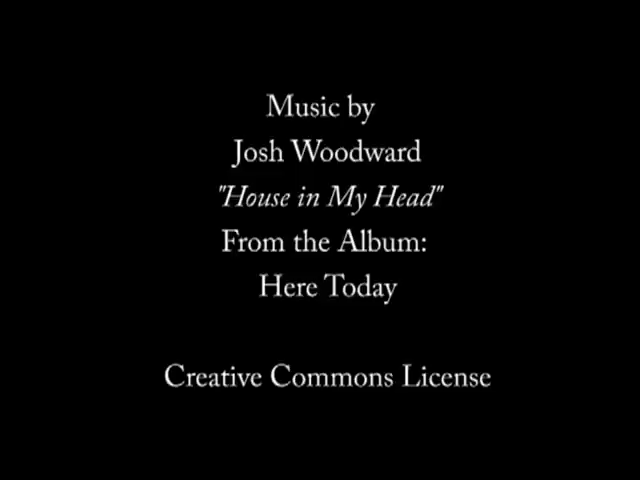 Music by
Josh Woodward
"House in My Head"
From the Album:
Here Today
Creative Commons License